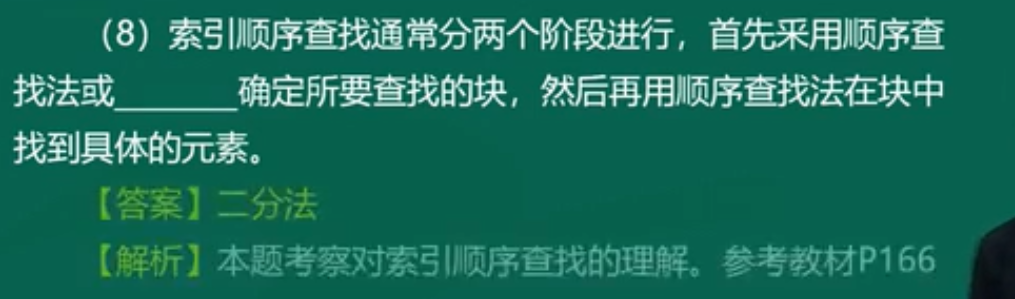 （8）索引顺序查找通常分两个阶段进行，首先采用顺序查
找法或_______确定所要查找的块，然后再用顺序查找法在块中
找到具体的元素。
【答案】二分法
【解析】本题考察对索引顺序查找的理解。参考教材P166